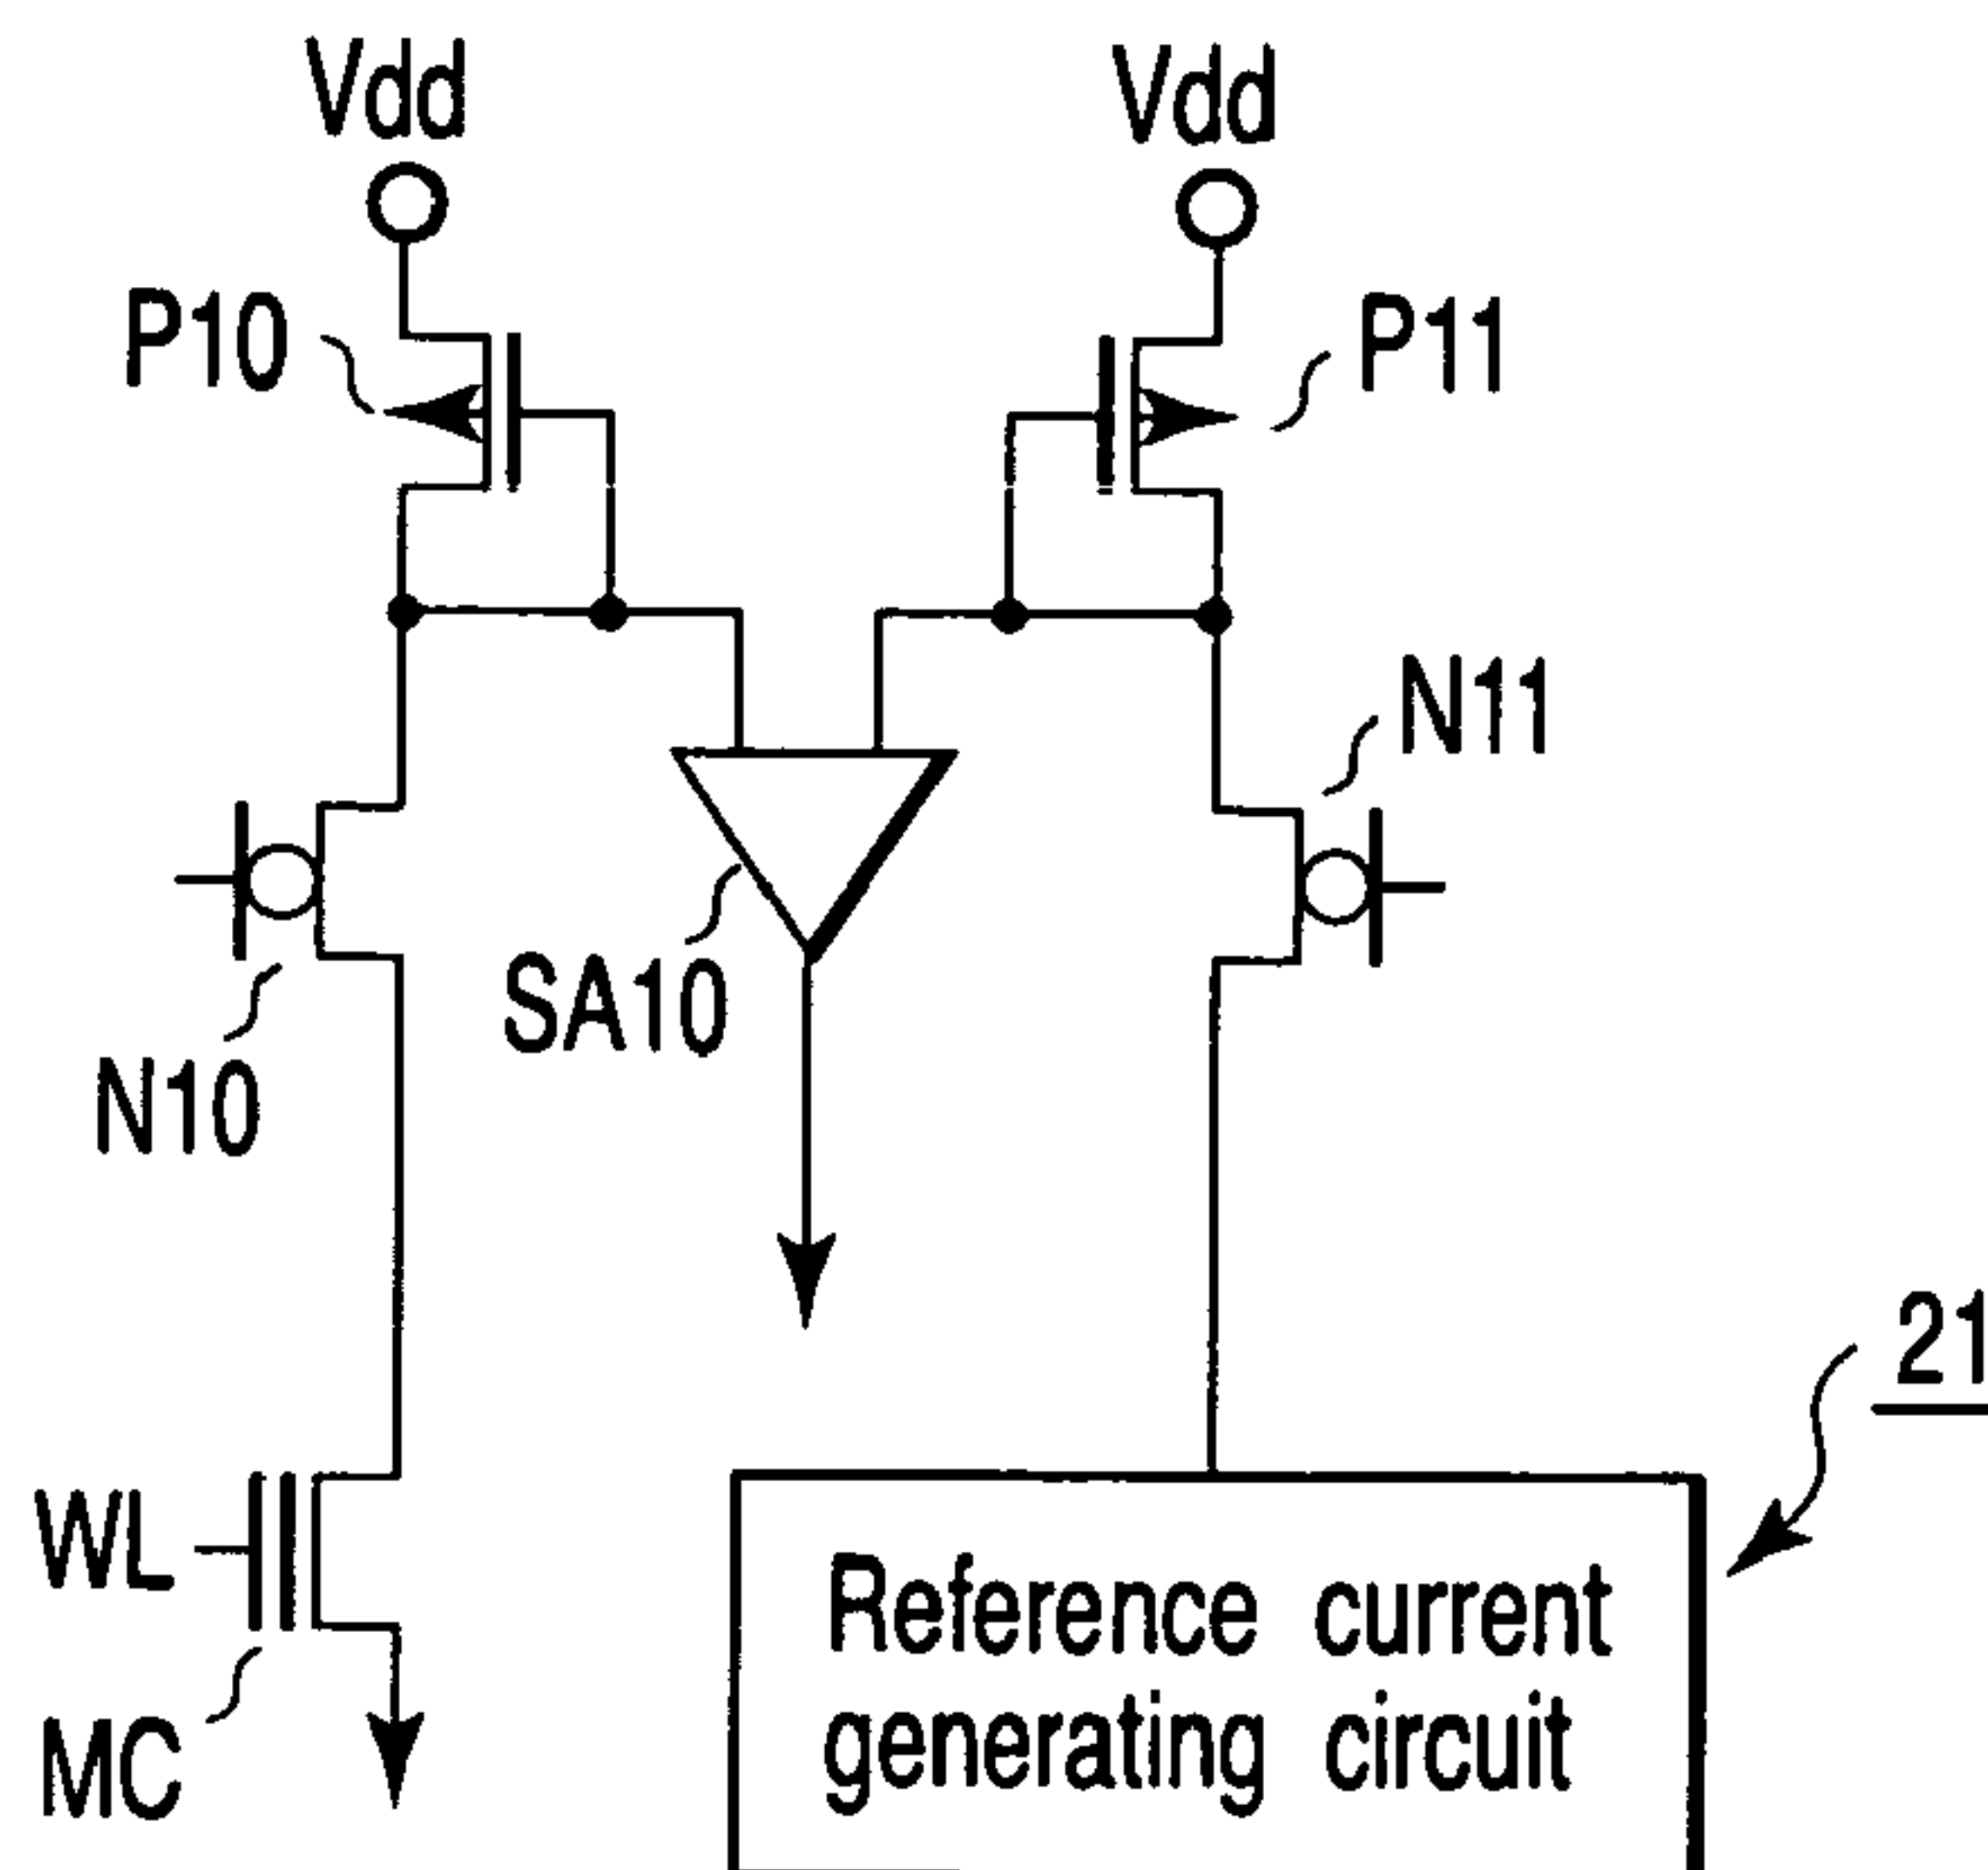 Vdd
Vdd
P10
P11
N11
SA10
N10
21
WL
Reference current
generating circuit
MC